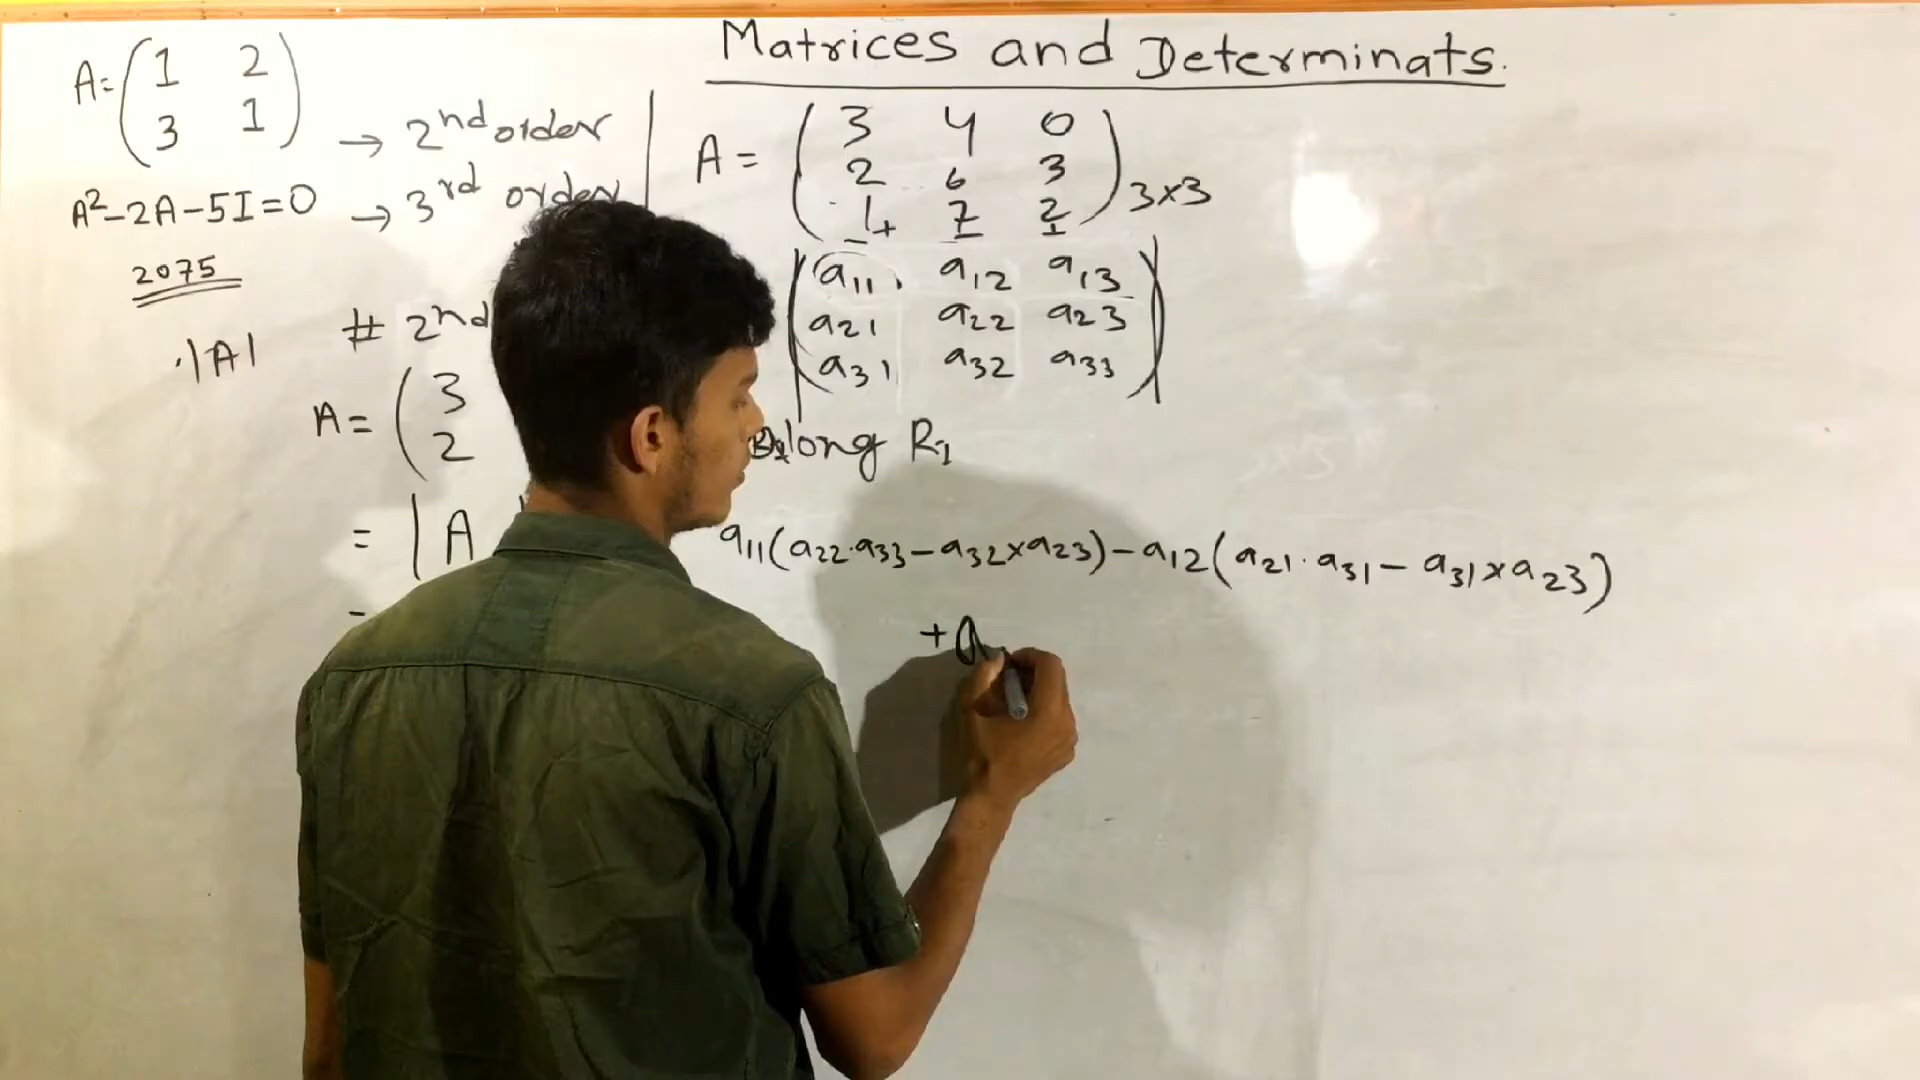 Matrices and Determinats.
A= (1 2
3 1)
→ 2nd order
A²-2A-5I=0
→ 3rd order
2075
.|A|
# 2nd
A= (3
2
= |A
-
A = (3 4 0
2 6 3
4 7 2) 3×3
|a11 a12 a13|
|a21 a22 a23|
|a31 a32 a33|
long R1
a11(a22.a33-a32×a23)-a12(a21.a31-a31×a23)
+a